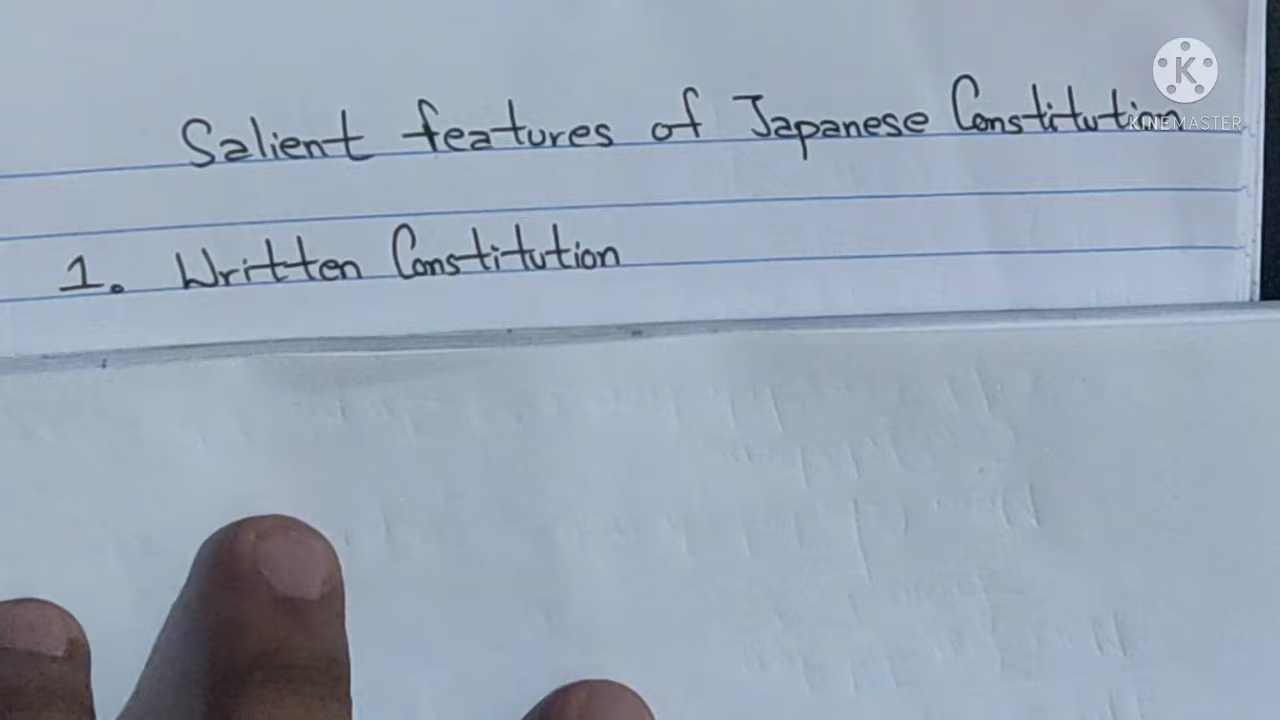 Salient features of Japanese Constitution
KINEMASTER
1. Written Constitution